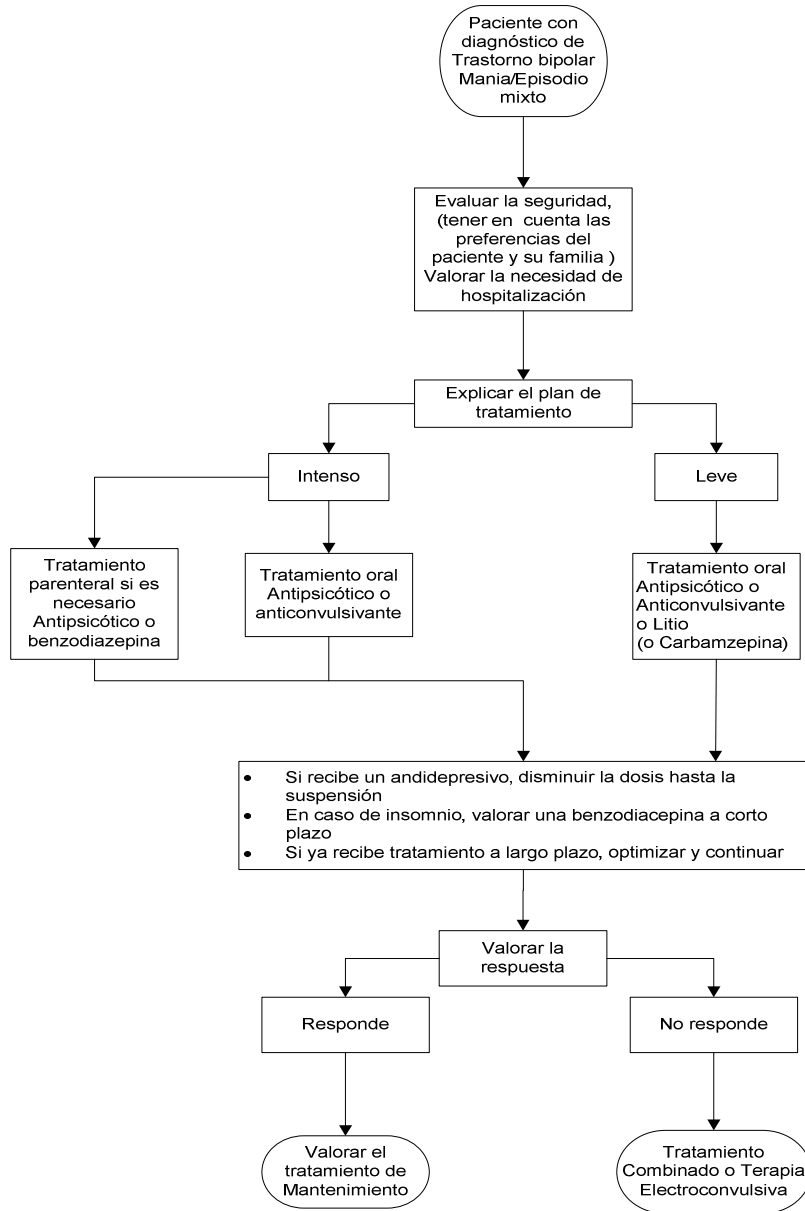 Paciente con
diagnóstico de
Trastorno bipolar
Mania/Episodio
mixto
Evaluar la seguridad,
(tener en cuenta las
preferencias del
paciente y su familia )
Valorar la necesidad de
hospitalización
Explicar el plan de
tratamiento
Intenso
Leve
Tratamiento
parenteral si es
necesario
Antipsicótico o
benzodiazepina
Tratamiento oral
Antipsicótico o
anticonvulsivante
Tratamiento oral
Antipsicótico o
Anticonvulsivante
o Litio
(o Carbamzepina)
• Si recibe un andidepresivo, disminuir la dosis hasta la
suspensión
• En caso de insomnio, valorar una benzodiacepina a corto
plazo
• Si ya recibe tratamiento a largo plazo, optimizar y continuar
Valorar la
respuesta
Responde
No responde
Valorar el
tratamiento de
Mantenimiento
Tratamiento
Combinado o Terapia
Electroconvulsiva